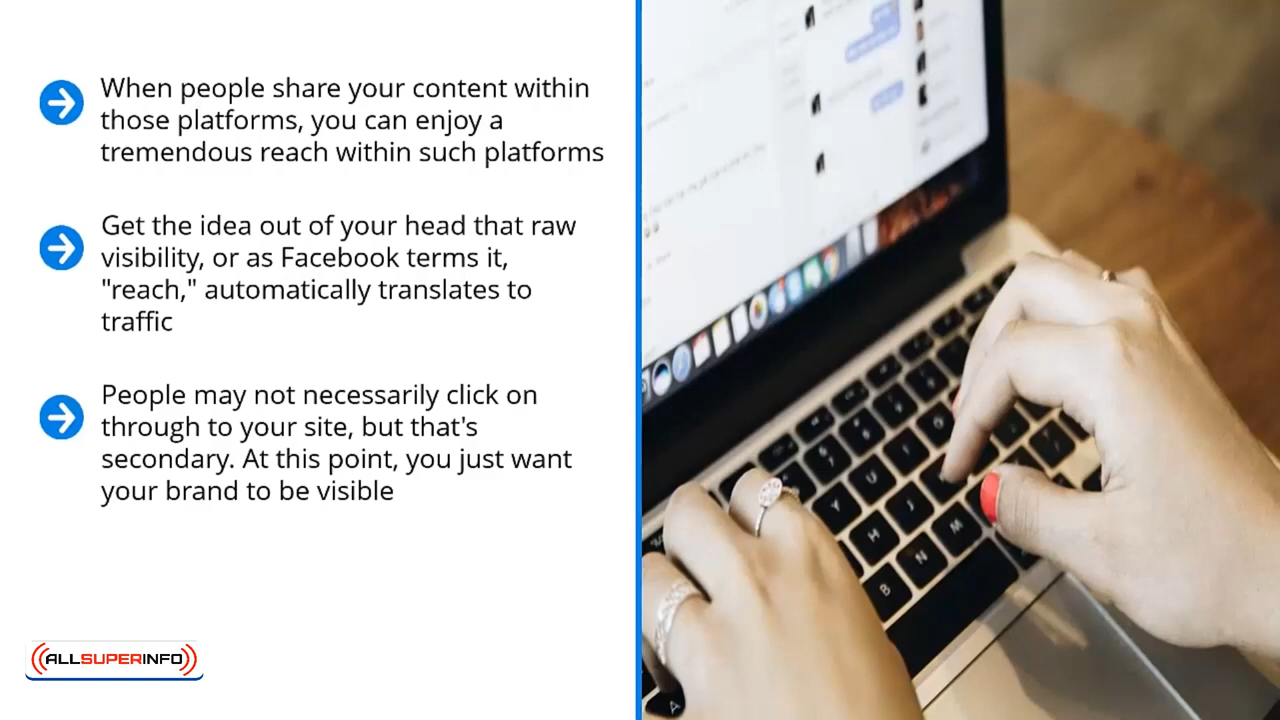 When people share your content within
those platforms, you can enjoy a
tremendous reach within such platforms
Get the idea out of your head that raw
visibility, or as Facebook terms it,
"reach," automatically translates to
traffic
People may not necessarily click on
through to your site, but that's
secondary. At this point, you just want
your brand to be visible
ALLSUPERINFO